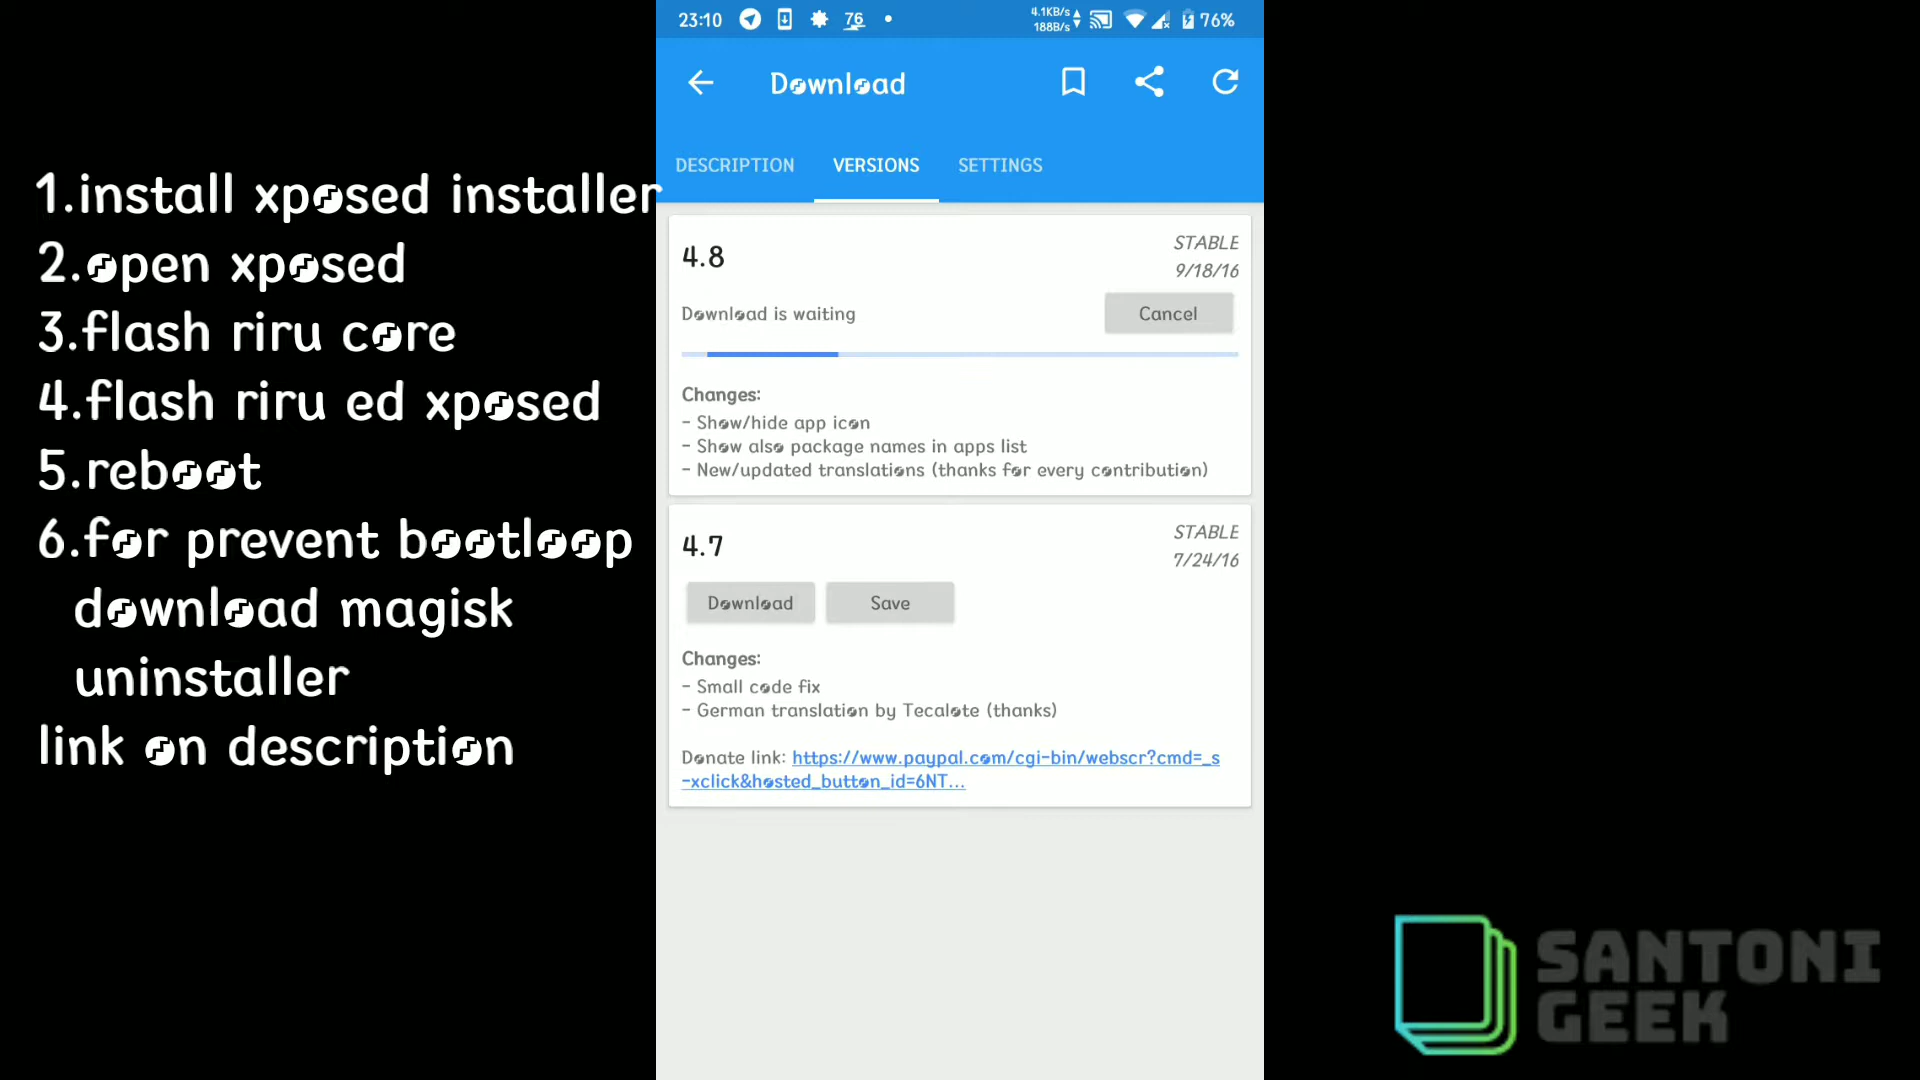 1.install xposed installer
2.open xposed
3.flash riru core
4.flash riru ed xposed
5.reboot
6.for prevent bootloop
download magisk
uninstaller
link on description
23:10 76 4.1KB/s 188B/s 76%
Download
DESCRIPTION VERSIONS SETTINGS
4.8 STABLE
9/18/16
Download is waiting Cancel
Changes:
- Show/hide app icon
- Show also package names in apps list
- New/updated translations (thanks for every contribution)
4.7 STABLE
7/24/16
Download Save
Changes:
- Small code fix
- German translation by Tecalote (thanks)
Donate link: https://www.paypal.com/cgi-bin/webscr?cmd=_s
-xclick&hosted_button_id=6NT...
SANTONI
GEEK